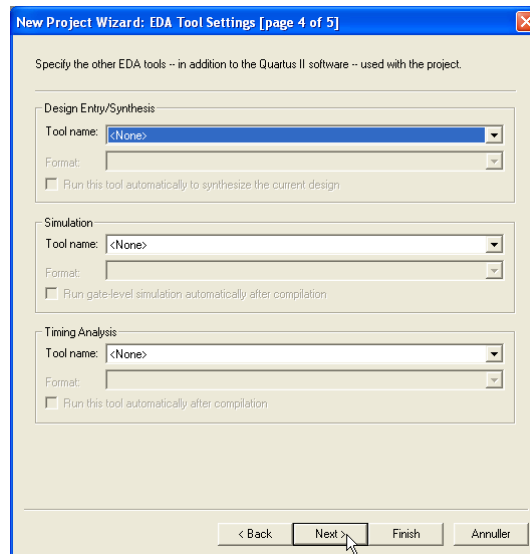 New Project Wizard: EDA Tool Settings [page 4 of 5]
Specify the other EDA tools -- in addition to the Quartus II software -- used with the project.
Design Entry/Synthesis
Tool name: <None>
Format:
Run this tool automatically to synthesize the current design
Simulation
Tool name: <None>
Format:
Run gate-level simulation automatically after compilation
Timing Analysis
Tool name: <None>
Format:
Run this tool automatically after compilation
< Back Next > Finish Annuller